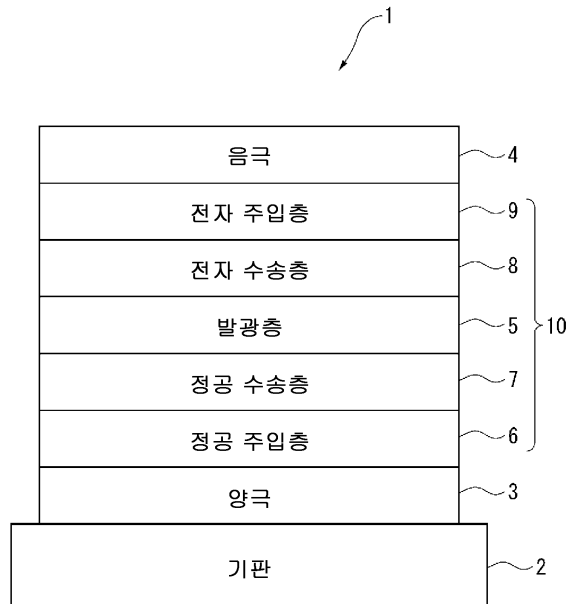 1
음극 4
전자 주입층 9
전자 수송층 8
발광층 5
10
정공 수송층 7
정공 주입층 6
양극 3
기판 2